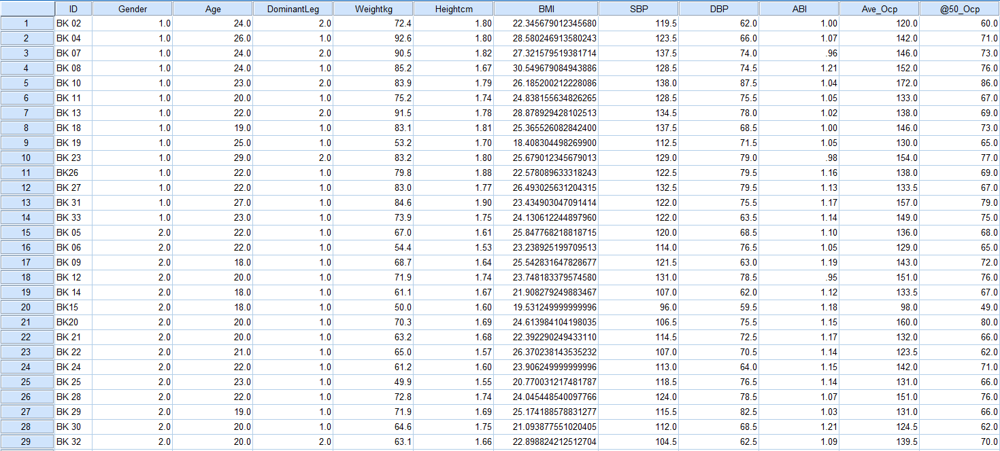 ID Gender Age DominantLeg Weightkg Heightcm BMI SBP DBP ABI Ave_Ocp @50_Ocp
1 BK 02 1.0 24.0 2.0 72.4 1.80 22.345679012345680 119.5 62.0 1.00 120.0 60.0
2 BK 04 1.0 26.0 1.0 92.6 1.80 28.580246913580243 123.5 66.0 1.07 142.0 71.0
3 BK 07 1.0 24.0 2.0 90.5 1.82 27.321579519381714 137.5 74.0 .96 146.0 73.0
4 BK 08 1.0 24.0 1.0 85.2 1.67 30.549679084943886 128.5 74.5 1.21 152.0 76.0
5 BK 10 1.0 23.0 2.0 83.9 1.79 26.185200212228086 138.0 87.5 1.04 172.0 86.0
6 BK 11 1.0 20.0 1.0 75.2 1.74 24.838155634826265 128.5 75.5 1.05 133.0 67.0
7 BK 13 1.0 22.0 2.0 91.5 1.78 28.878929428102513 134.5 78.0 1.02 138.0 69.0
8 BK 18 1.0 19.0 1.0 83.1 1.81 25.365526082842400 137.5 68.5 1.00 146.0 73.0
9 BK 19 1.0 25.0 1.0 53.2 1.70 18.408304498269900 112.5 71.5 1.05 130.0 65.0
10 BK 23 1.0 29.0 2.0 83.2 1.80 25.679012345679013 129.0 79.0 .98 154.0 77.0
11 BK26 1.0 22.0 1.0 79.8 1.88 22.578089633318243 122.5 79.5 1.16 138.0 69.0
12 BK 27 1.0 22.0 1.0 83.0 1.77 26.493025631204315 132.5 79.5 1.13 133.5 67.0
13 BK 31 1.0 27.0 1.0 84.6 1.90 23.434903047091414 122.0 75.5 1.17 157.0 79.0
14 BK 33 1.0 23.0 1.0 73.9 1.75 24.130612244897960 122.0 63.5 1.14 149.0 75.0
15 BK 05 2.0 22.0 1.0 67.0 1.61 25.847768218818715 120.0 68.5 1.10 136.0 68.0
16 BK 06 2.0 22.0 1.0 54.4 1.53 23.238925199709513 114.0 76.5 1.05 129.0 65.0
17 BK 09 2.0 18.0 1.0 68.7 1.64 25.542831647828677 121.5 63.0 1.19 143.0 72.0
18 BK 12 2.0 20.0 1.0 71.9 1.74 23.748183379574580 131.0 78.5 .95 151.0 76.0
19 BK 14 2.0 18.0 1.0 61.1 1.67 21.908279249883467 107.0 62.0 1.12 133.5 67.0
20 BK15 2.0 18.0 1.0 50.0 1.60 19.531249999999996 96.0 59.5 1.18 98.0 49.0
21 BK20 2.0 20.0 1.0 70.3 1.69 24.613984104198035 106.5 75.5 1.15 160.0 80.0
22 BK 21 2.0 20.0 1.0 63.2 1.68 22.392290249433110 114.5 72.5 1.17 132.0 66.0
23 BK 22 2.0 21.0 1.0 65.0 1.57 26.370238143535232 107.0 70.5 1.14 123.5 62.0
24 BK 24 2.0 22.0 1.0 61.2 1.60 23.906249999999996 113.0 64.0 1.15 142.0 71.0
25 BK 25 2.0 23.0 1.0 49.9 1.55 20.770031217481787 118.5 76.5 1.14 131.0 66.0
26 BK 28 2.0 22.0 1.0 72.8 1.74 24.045448540097766 124.0 78.5 1.07 151.0 76.0
27 BK 29 2.0 19.0 1.0 71.9 1.69 25.174188578831277 115.5 82.5 1.03 131.0 66.0
28 BK 30 2.0 20.0 1.0 64.6 1.75 21.093877551020405 112.0 68.5 1.21 124.5 62.0
29 BK 32 2.0 20.0 2.0 63.1 1.66 22.898824212512704 104.5 62.5 1.09 139.5 70.0